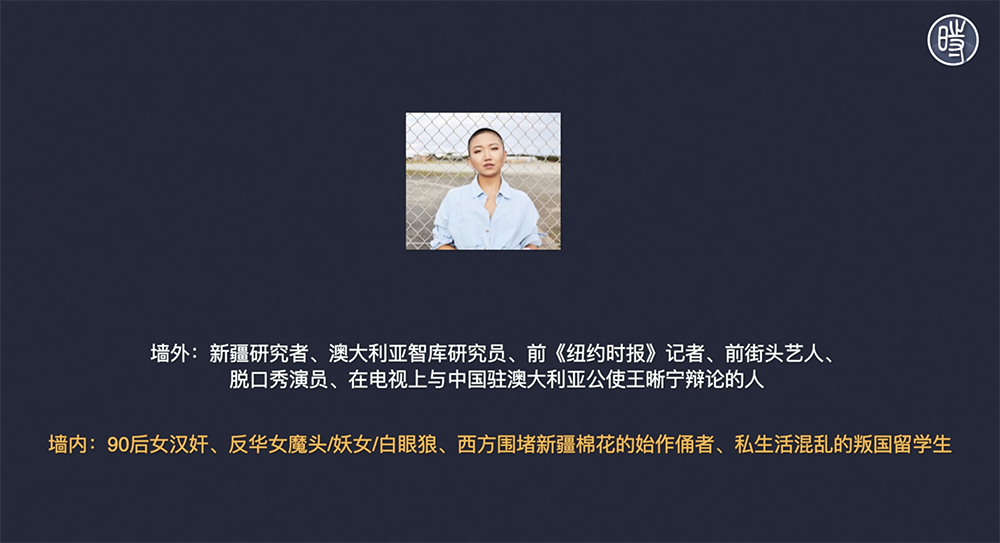 時
墙外：新疆研究者、澳大利亚智库研究员、前《纽约时报》记者、前街头艺人、
脱口秀演员、在电视上与中国驻澳大利亚公使王晰宁辩论的人
墙内：90后女汉奸、反华女魔头/妖女/白眼狼、西方围堵新疆棉花的始作俑者、私生活混乱的叛国留学生